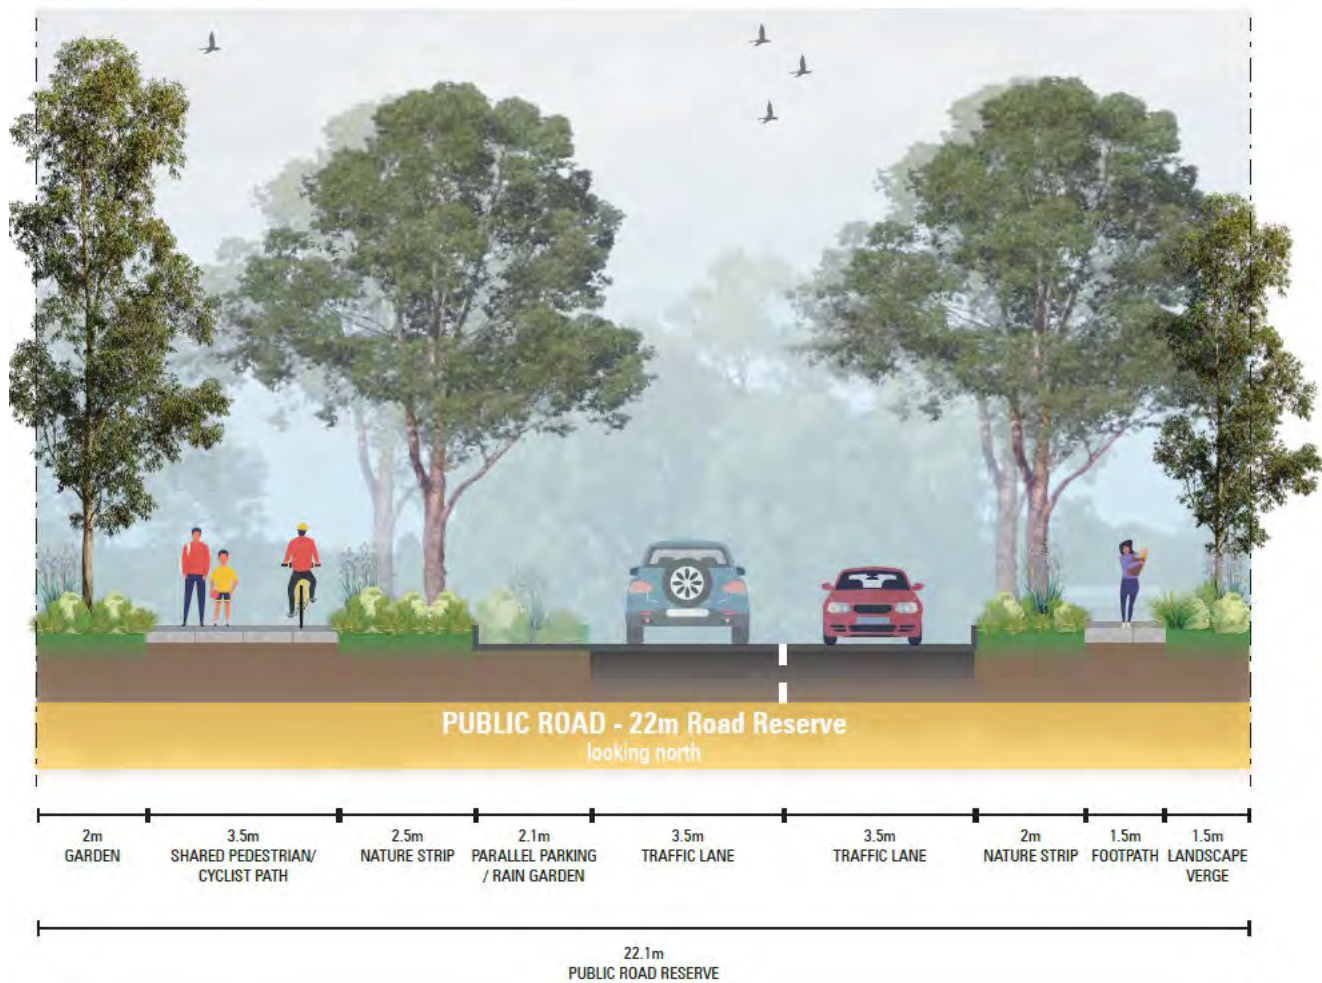 PUBLIC ROAD - 22m Road Reserve
looking north
2m
GARDEN
3.5m
SHARED PEDESTRIAN/
CYCLIST PATH
2.5m
NATURE STRIP
2.1m
PARALLEL PARKING
/ RAIN GARDEN
3.5m
TRAFFIC LANE
3.5m
TRAFFIC LANE
2m
NATURE STRIP
1.5m
FOOTPATH
1.5m
LANDSCAPE
VERGE
22.1m
PUBLIC ROAD RESERVE